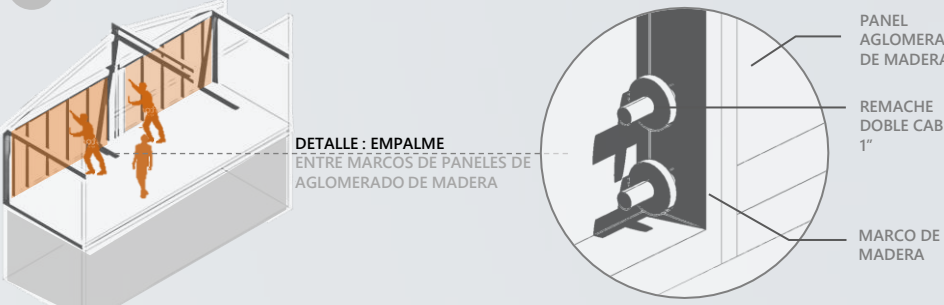 DETALLE : EMPALME
ENTRE MARCOS DE PANELES DE
AGLOMERADO DE MADERA
PANEL
AGLOMERA
DE MADERA
REMACHE
DOBLE CAB
1"
MARCO DE
MADERA